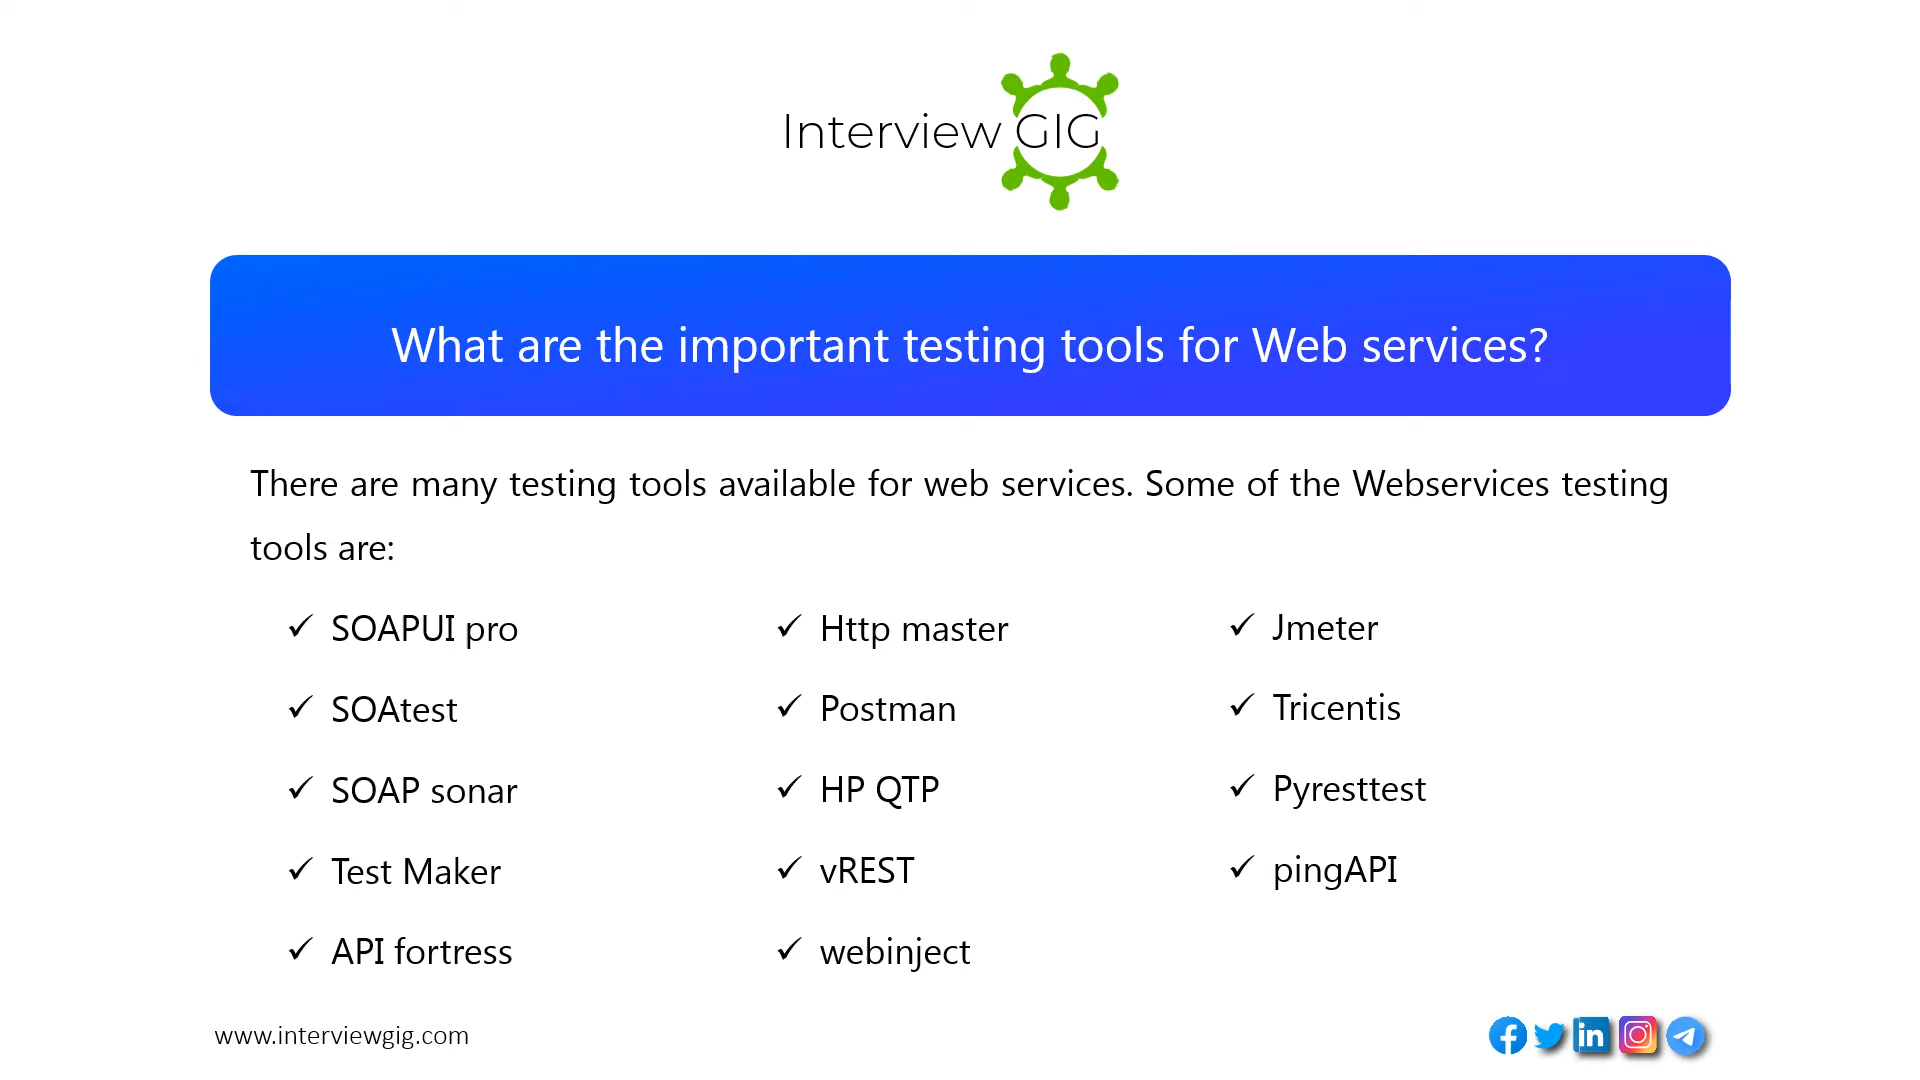 Interview GIG
What are the important testing tools for Web services?
There are many testing tools available for web services. Some of the Webservices testing
tools are:
✓ SOAPUI pro
✓ SOAtest
✓ SOAP sonar
✓ Test Maker
✓ API fortress
✓ Http master
✓ Postman
✓ HP QTP
✓ vREST
✓ webinject
✓ Jmeter
✓ Tricentis
✓ Pyresttest
✓ pingAPI
www.interviewgig.com